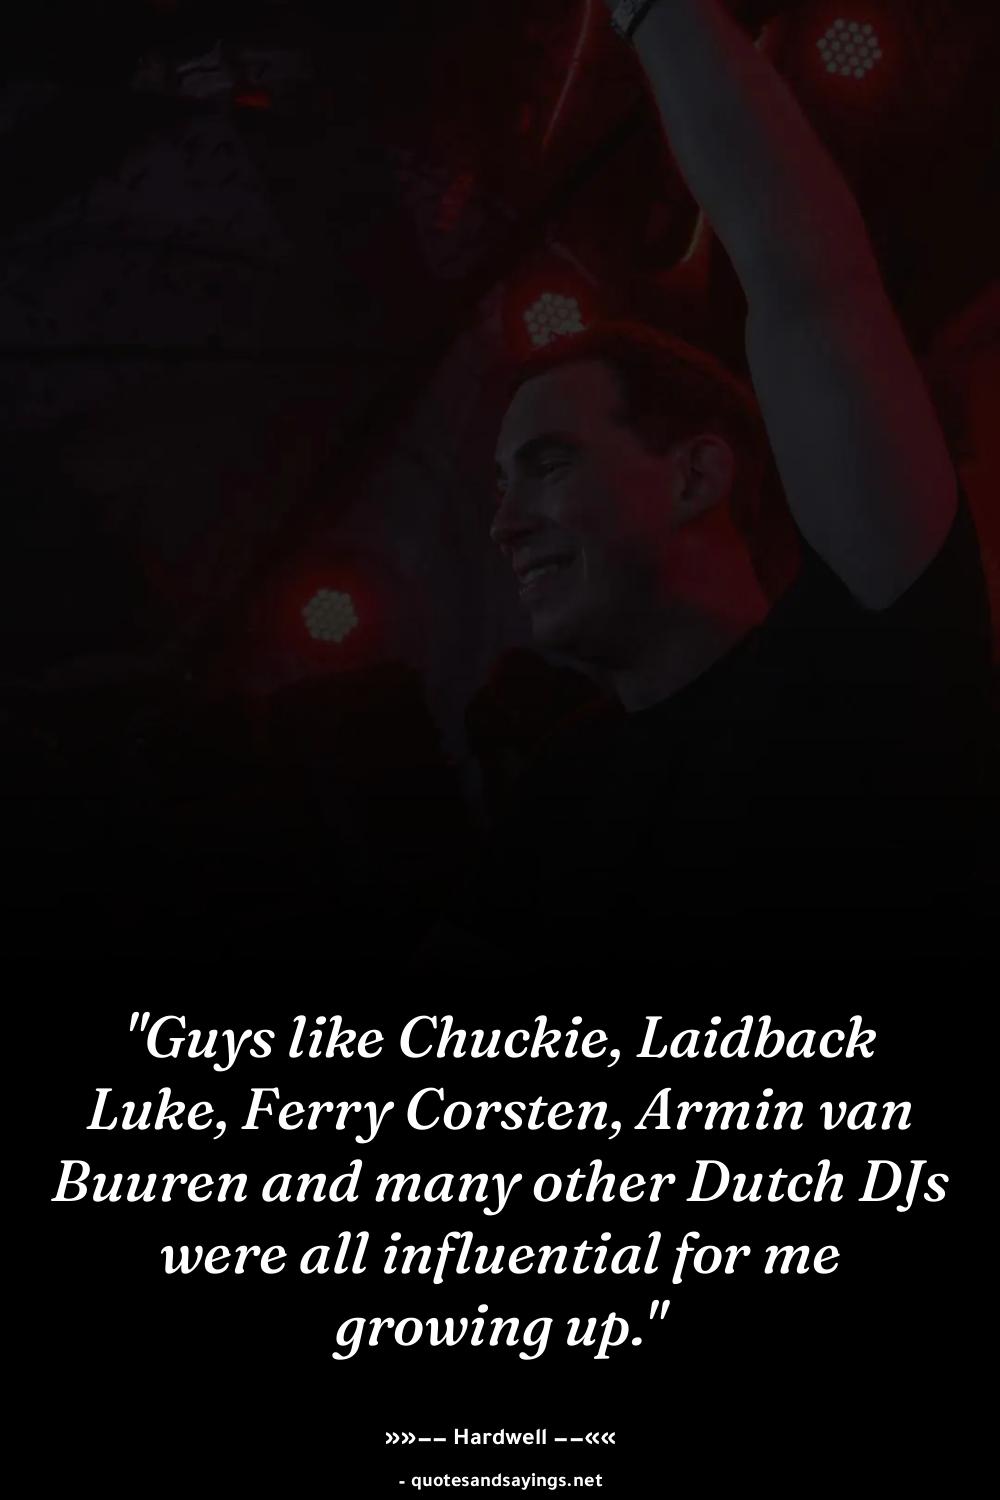 "Guys like Chuckie, Laidback
Luke, Ferry Corsten, Armin van
Buuren and many other Dutch DJs
were all influential for me
growing up."
»»–– Hardwell ––««
- quotesandsayings.net